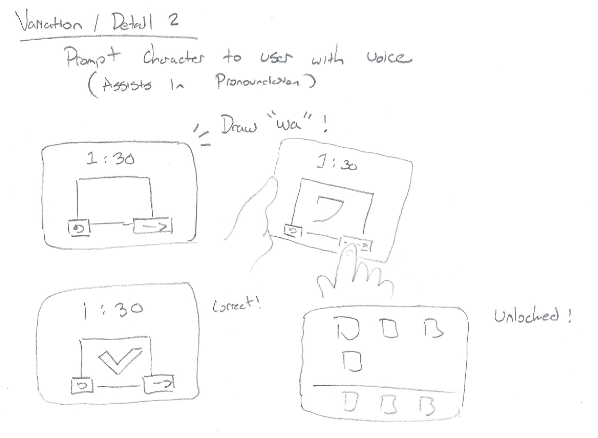 Variation / Detail 2
Prompt Character to user with voice
(Assists in Pronounciation)
Draw "wa"!
1:30
1:30
1:30
Correct!
Unlocked!